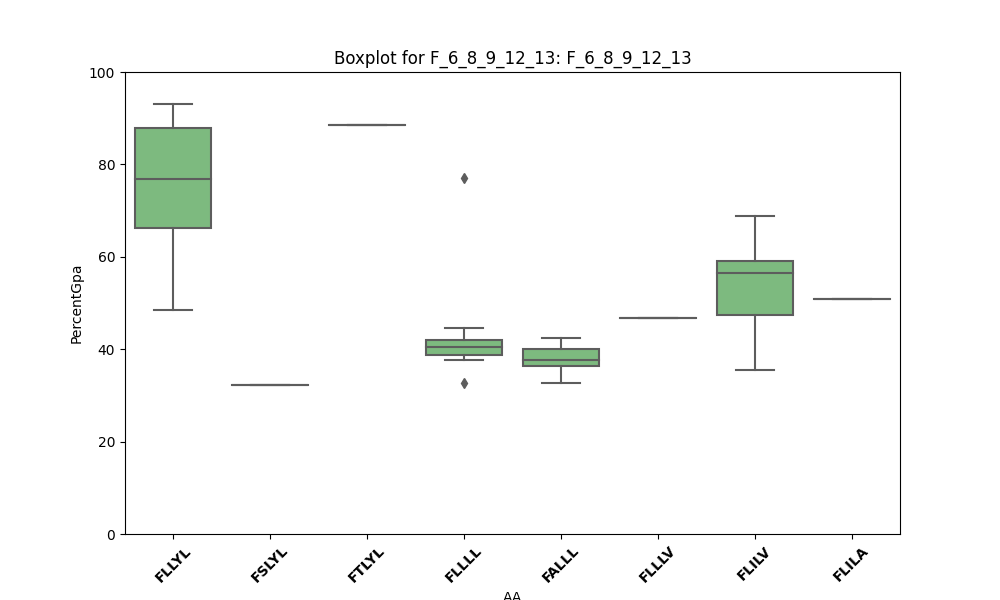 Boxplot for F_6_8_9_12_13: F_6_8_9_12_13
100
80
60
40
20
0
PercentGpa
FLLYL
FSLYL
FTLYL
FLLLL
FALLL
FLLLV
FLILV
FLILA
AA